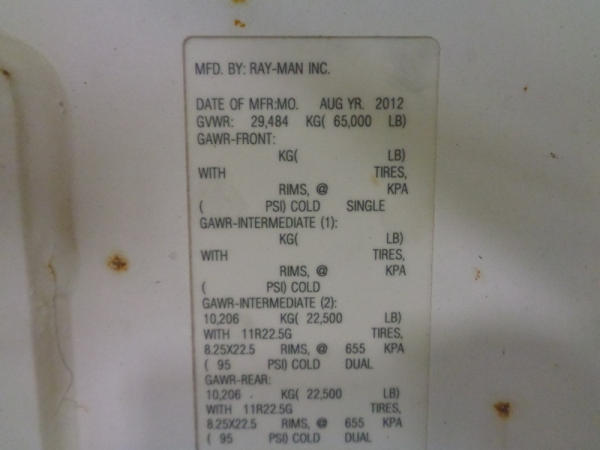 MFD. BY: RAY-MAN INC.
DATE OF MFR:MO. AUG YR. 2012
GVWR: 29,484 KG( 65,000 LB)
GAWR-FRONT:
KG( LB)
WITH TIRES,
RIMS, @ KPA
( PSI) COLD SINGLE
GAWR-INTERMEDIATE (1):
KG( LB)
WITH TIRES,
RIMS, @ KPA
( PSI) COLD
GAWR-INTERMEDIATE (2):
10,206 KG( 22,500 LB)
WITH 11R22.5G TIRES,
8.25X22.5 RIMS, @ 655 KPA
( 95 PSI) COLD DUAL
GAWR-REAR:
10,206 KG( 22,500 LB)
WITH 11R22.5G TIRES,
8.25X22.5 RIMS, @ 655 KPA
( 95 PSI) COLD DUAL